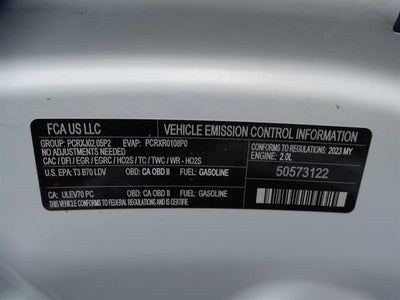 FCA US LLC VEHICLE EMISSION CONTROL INFORMATION
GROUP: PCRXJ02.05P2 EVAP: PCRXR0108P0
NO ADJUSTMENTS NEEDED
CAC / DFI / EGR / EGRC / HO2S / TC / TWC / WR - HO2S
CONFORMS TO REGULATIONS: 2023 MY
ENGINE: 2.0L
U.S. EPA: T3 B70 LDV OBD: CA OBD II FUEL: GASOLINE
CA: ULEV70 PC OBD: CA OBD II FUEL: GASOLINE
50573122